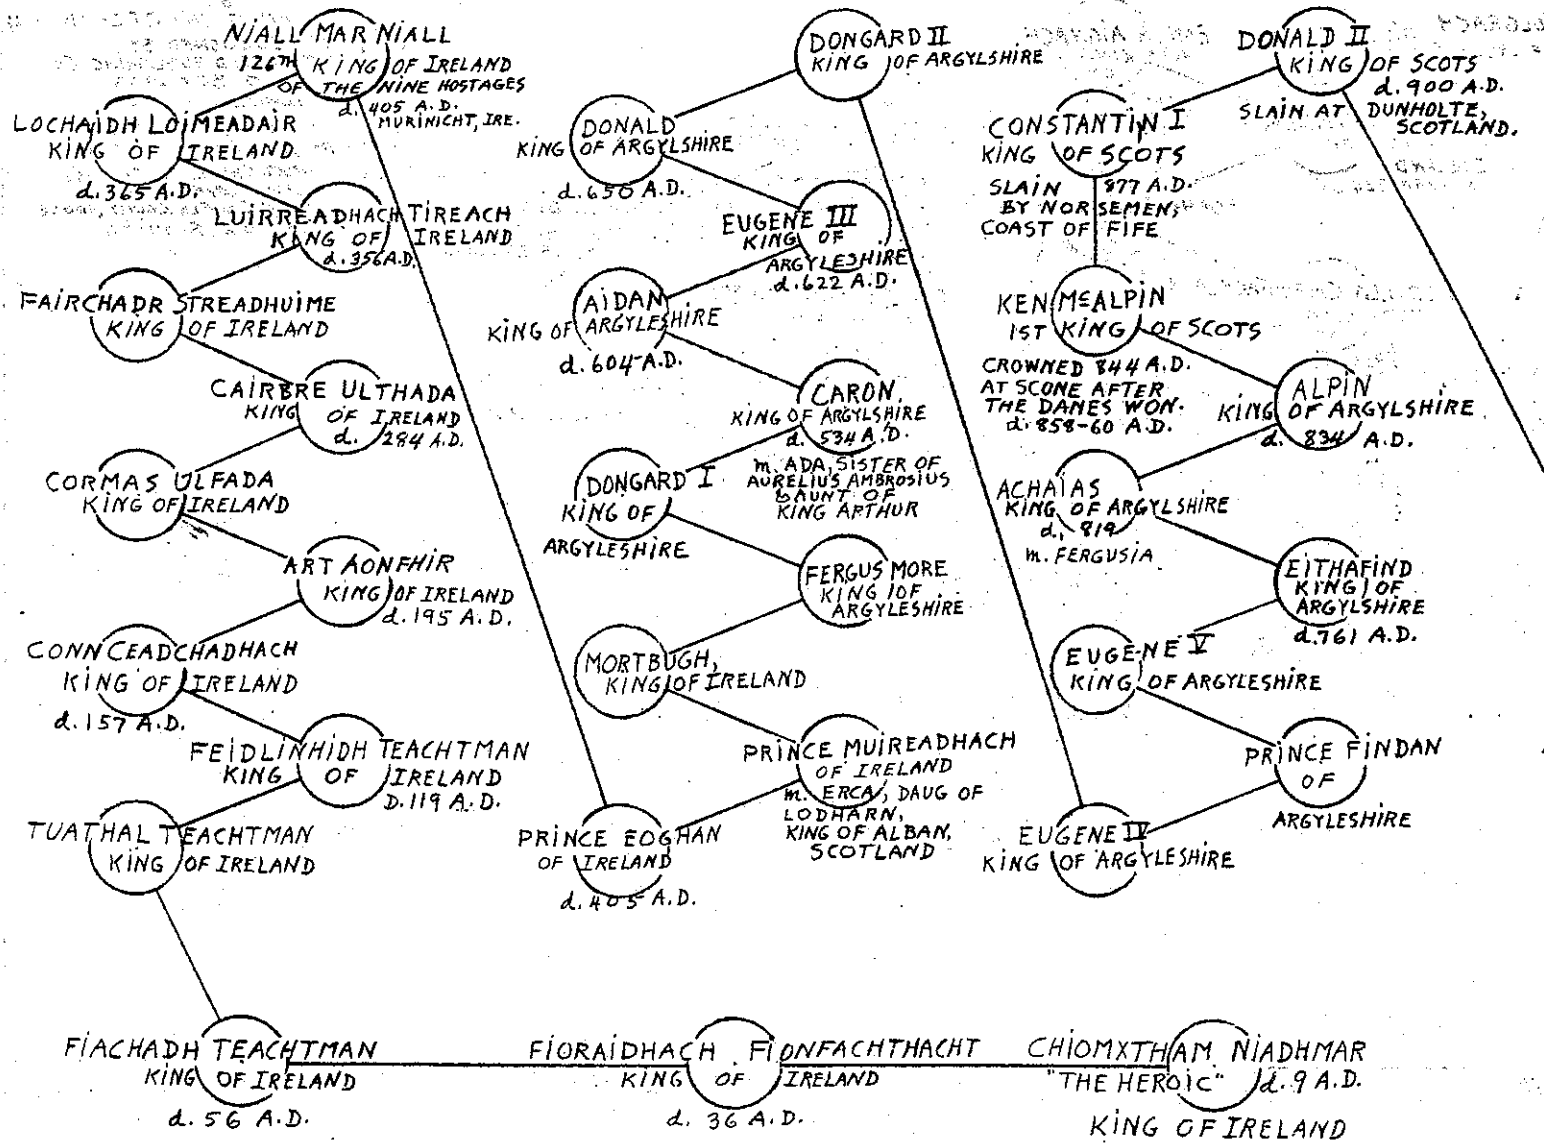 NIALL MAR NIALL
126TH KING OF IRELAND
OF THE NINE HOSTAGES
d. 405 A.D.
MURINICHT, IRE.
LOCHAIDH LOIMEADAIR
KING OF IRELAND
d. 365 A.D.
LUIRREADHACH TIREACH
KING OF IRELAND
d. 356 A.D.
FAIRCHADR STREADHUIME
KING OF IRELAND
CAIRBRE ULTHADA
KING OF IRELAND
d. 284 A.D.
CORMAS ULFADA
KING OF IRELAND
ART AONFHIR
KING OF IRELAND
d. 195 A.D.
CONN CEADCHADHACH
KING OF IRELAND
d. 157 A.D.
FEIDLINHIDH TEACHTMAN
KING OF IRELAND
D. 119 A.D.
TUATHAL TEACHTMAN
KING OF IRELAND
DONGARD II
KING OF ARGYLSHIRE
DONALD
KING OF ARGYLSHIRE
d. 650 A.D.
EUGENE III
KING OF
ARGYLESHIRE
d. 622 A.D.
AIDAN
KING OF ARGYLESHIRE
d. 604 A.D.
CARON,
KING OF ARGYLSHIRE
d. 534 A.D.
m. ADA, SISTER OF
AURELIUS AMBROSIUS
& AUNT OF
KING ARTHUR
DONGARD I
KING OF
ARGYLESHIRE
FERGUS MORE
KING OF
ARGYLESHIRE
MORTBUGH,
KING OF IRELAND
PRINCE MUIREADHACH
OF IRELAND
m. ERCA, DAUG OF
LODHARN,
KING OF ALBAN,
SCOTLAND
PRINCE EOGHAN
OF IRELAND
d. 405 A.D.
DONALD II
KING OF SCOTS
d. 900 A.D.
SLAIN AT DUNHOLTE,
SCOTLAND.
CONSTANTIN I
KING OF SCOTS
SLAIN 877 A.D.
BY NORSEMEN,
COAST OF FIFE
KEN McALPIN
1ST KING OF SCOTS
CROWNED 844 A.D.
AT SCONE AFTER
THE DANES WON.
d. 858-60 A.D.
ALPIN
KING OF ARGYLSHIRE
d. 834 A.D.
ACHAIAS
KING OF ARGYLSHIRE
d. 819
m. FERGUSIA
EITHAFIND
KING OF
ARGYLSHIRE
d. 761 A.D.
EUGENE V
KING OF ARGYLESHIRE
PRINCE FINDAN
OF
ARGYLESHIRE
EUGENE IV
KING OF ARGYLESHIRE
FIACHADH TEACHTMAN
KING OF IRELAND
d. 56 A.D.
FIORAIDHACH FIONFACHTHACHT
KING OF IRELAND
d. 36 A.D.
CHIOMXTHAM NIADHMAR
"THE HEROIC" d. 9 A.D.
KING OF IRELAND